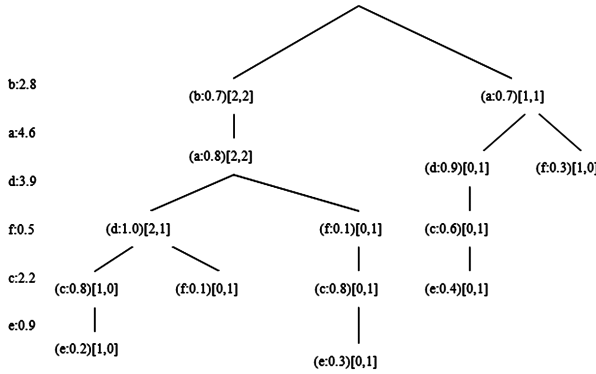 b:2.8
(b:0.7)[2,2]
(a:0.7)[1,1]
a:4.6
(a:0.8)[2,2]
(d:0.9)[0,1]
(f:0.3)[1,0]
d:3.9
f:0.5
(d:1.0)[2,1]
(f:0.1)[0,1]
(c:0.6)[0,1]
c:2.2
(c:0.8)[1,0]
(f:0.1)[0,1]
(c:0.8)[0,1]
(e:0.4)[0,1]
e:0.9
(e:0.2)[1,0]
(e:0.3)[0,1]